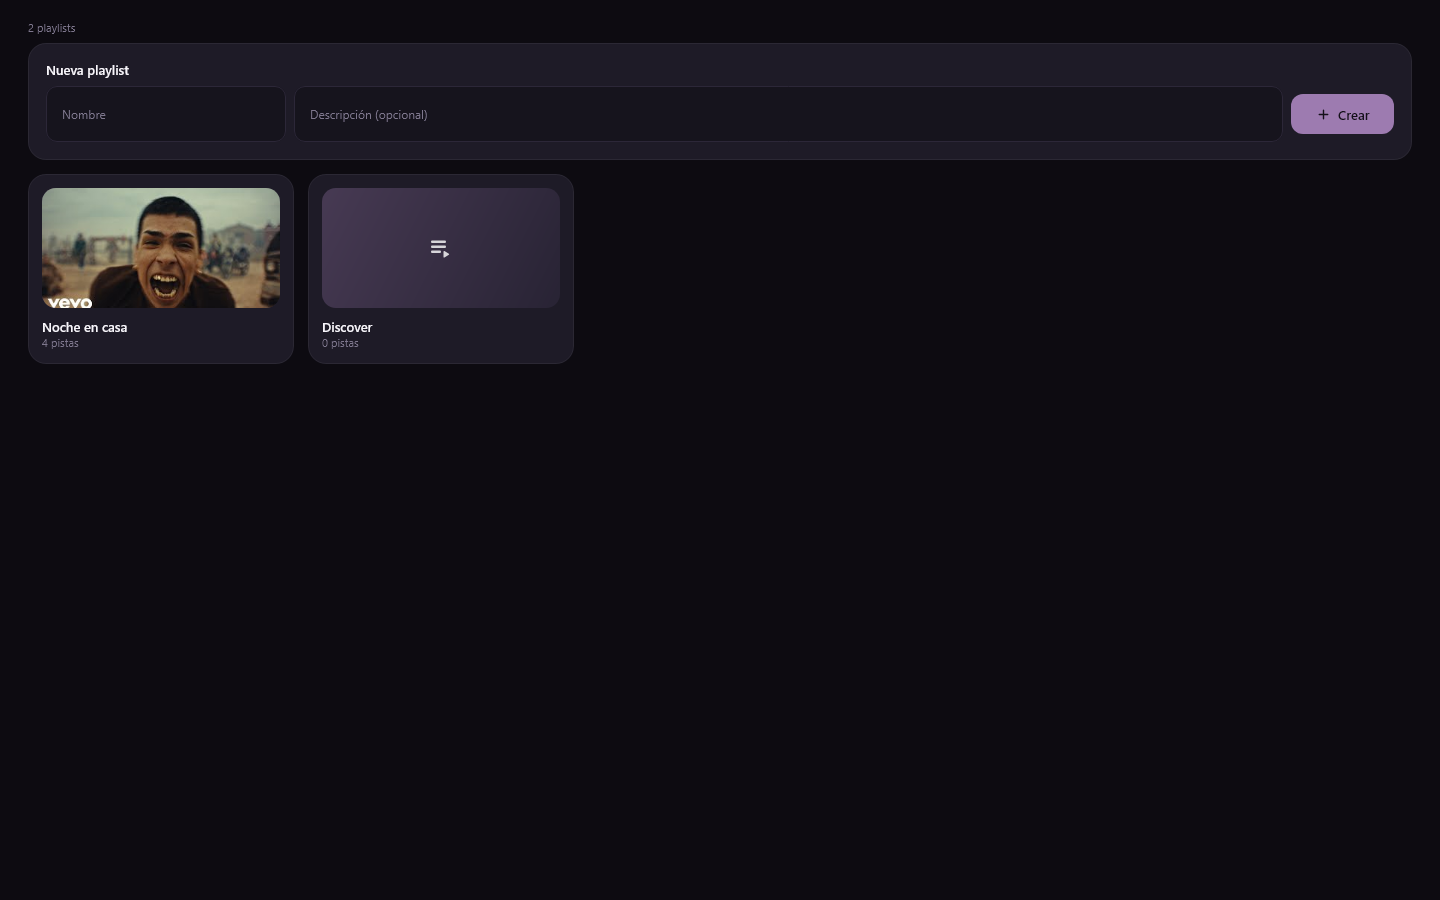 2 playlists
Nueva playlist
Nombre
Descripción (opcional)
+ Crear
vevo
Noche en casa
4 pistas
Discover
0 pistas